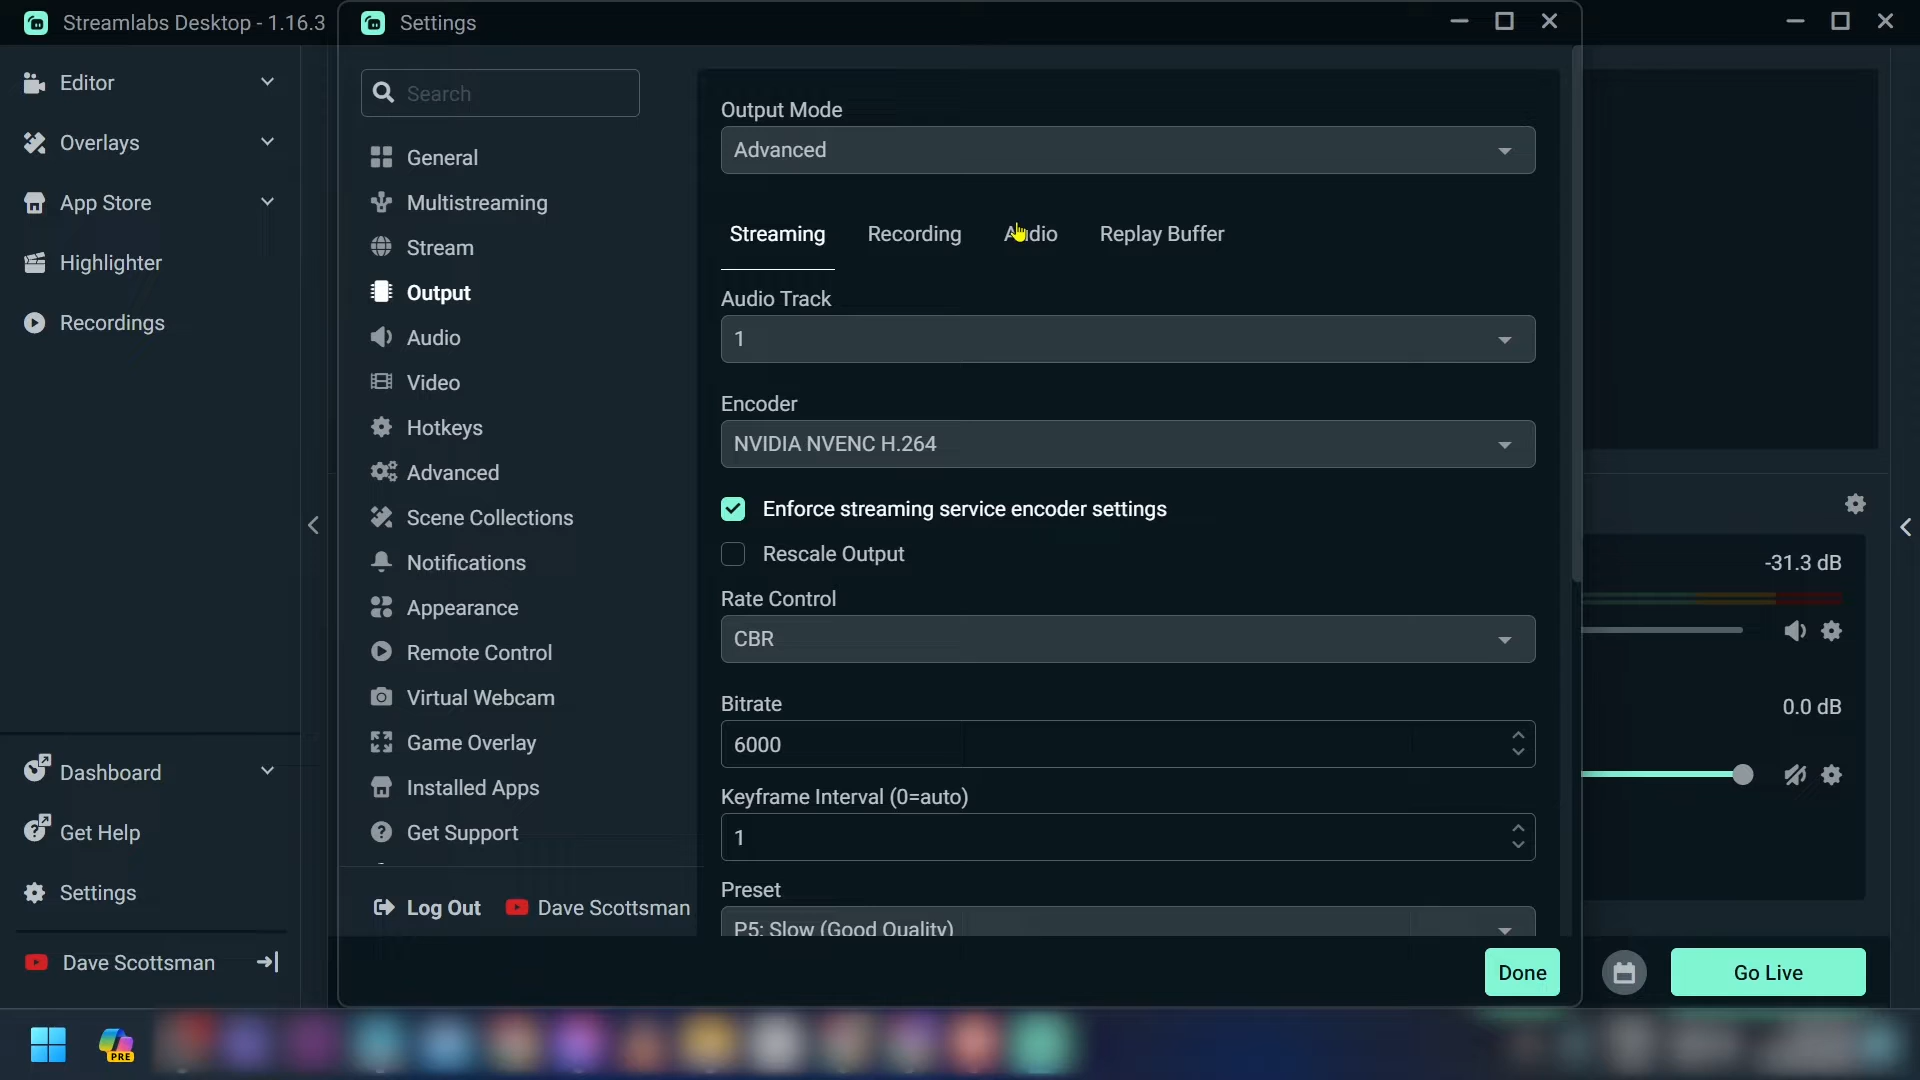 Streamlabs Desktop - 1.16.3
Settings
Editor
Overlays
App Store
Highlighter
Recordings
Dashboard
Get Help
Settings
Dave Scottsman
Search
General
Multistreaming
Stream
Output
Audio
Video
Hotkeys
Advanced
Scene Collections
Notifications
Appearance
Remote Control
Virtual Webcam
Game Overlay
Installed Apps
Get Support
Log Out
Dave Scottsman
Output Mode
Advanced
Streaming Recording Audio Replay Buffer
Audio Track
1
Encoder
NVIDIA NVENC H.264
Enforce streaming service encoder settings
Rescale Output
Rate Control
CBR
Bitrate
6000
Keyframe Interval (0=auto)
1
Preset
P5: Slow (Good Quality)
Done
-31.3 dB
0.0 dB
Go Live
PRE